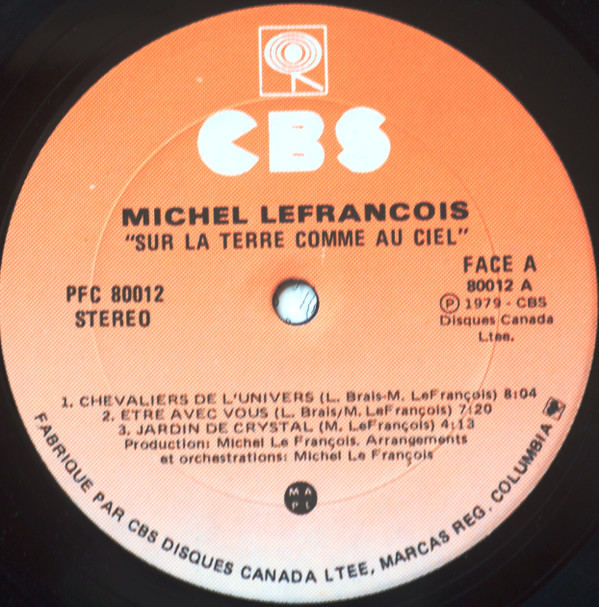 CBS
MICHEL LEFRANCOIS
"SUR LA TERRE COMME AU CIEL"
PFC 80012
STEREO
FACE A
80012 A
Ⓟ 1979 - CBS
Disques Canada
Ltee.
1. CHEVALIERS DE L'UNIVERS (L. Brais-M. LeFrançois) 8:04
2. ETRE AVEC VOUS (L. Brais/M. LeFrançois) 7:20
3. JARDIN DE CRYSTAL (M. LeFrançois) 4:13
Production: Michel Le François. Arrangements
et orchestrations: Michel Le François
M A
P L
FABRIQUE PAR CBS DISQUES CANADA LTEE, MARCAS REG. COLUMBIA